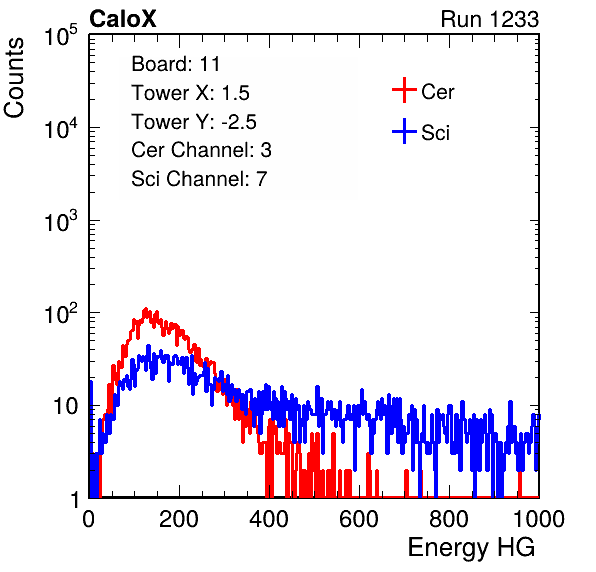 CaloX Run 1233
Counts
10^5
10^4
10^3
10^2
10
1
Board: 11
Tower X: 1.5
Tower Y: -2.5
Cer Channel: 3
Sci Channel: 7
Cer
Sci
0 200 400 600 800 1000
Energy HG